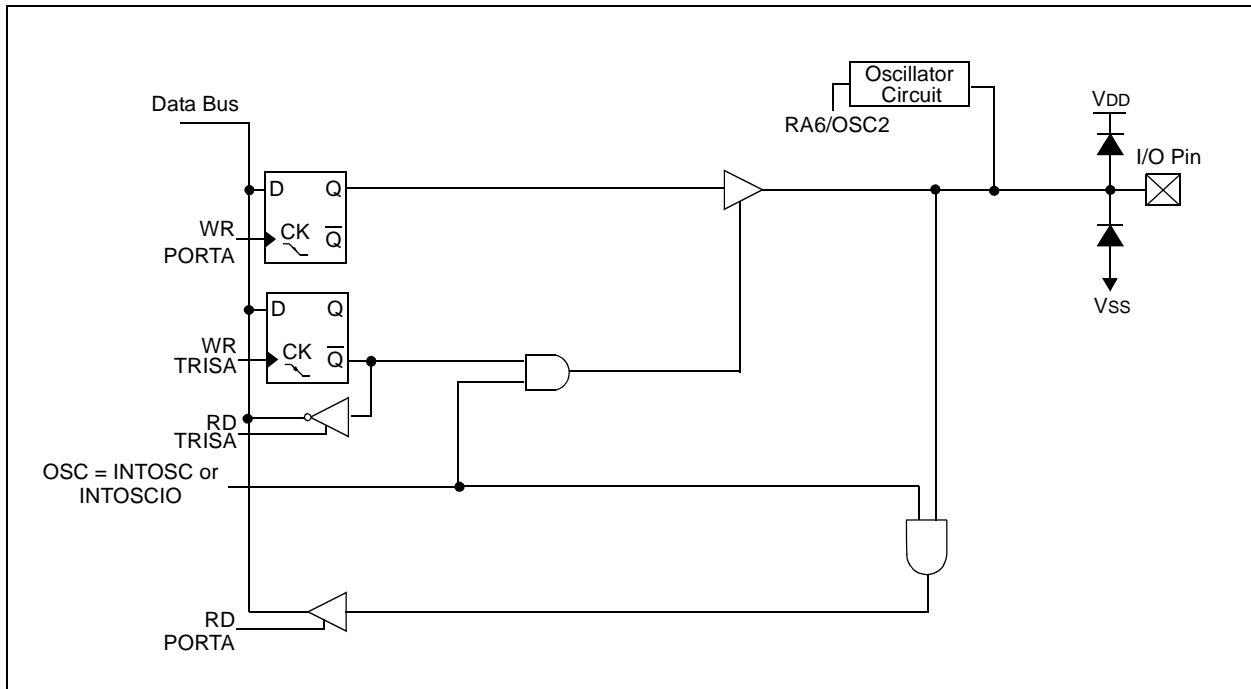 Oscillator
Circuit
Data Bus
RA6/OSC2
VDD
I/O Pin
D
Q
WR
PORTA
CK
Q
VSS
D
Q
WR
TRISA
CK
Q
RD
TRISA
OSC = INTOSC or
INTOSCIO
RD
PORTA